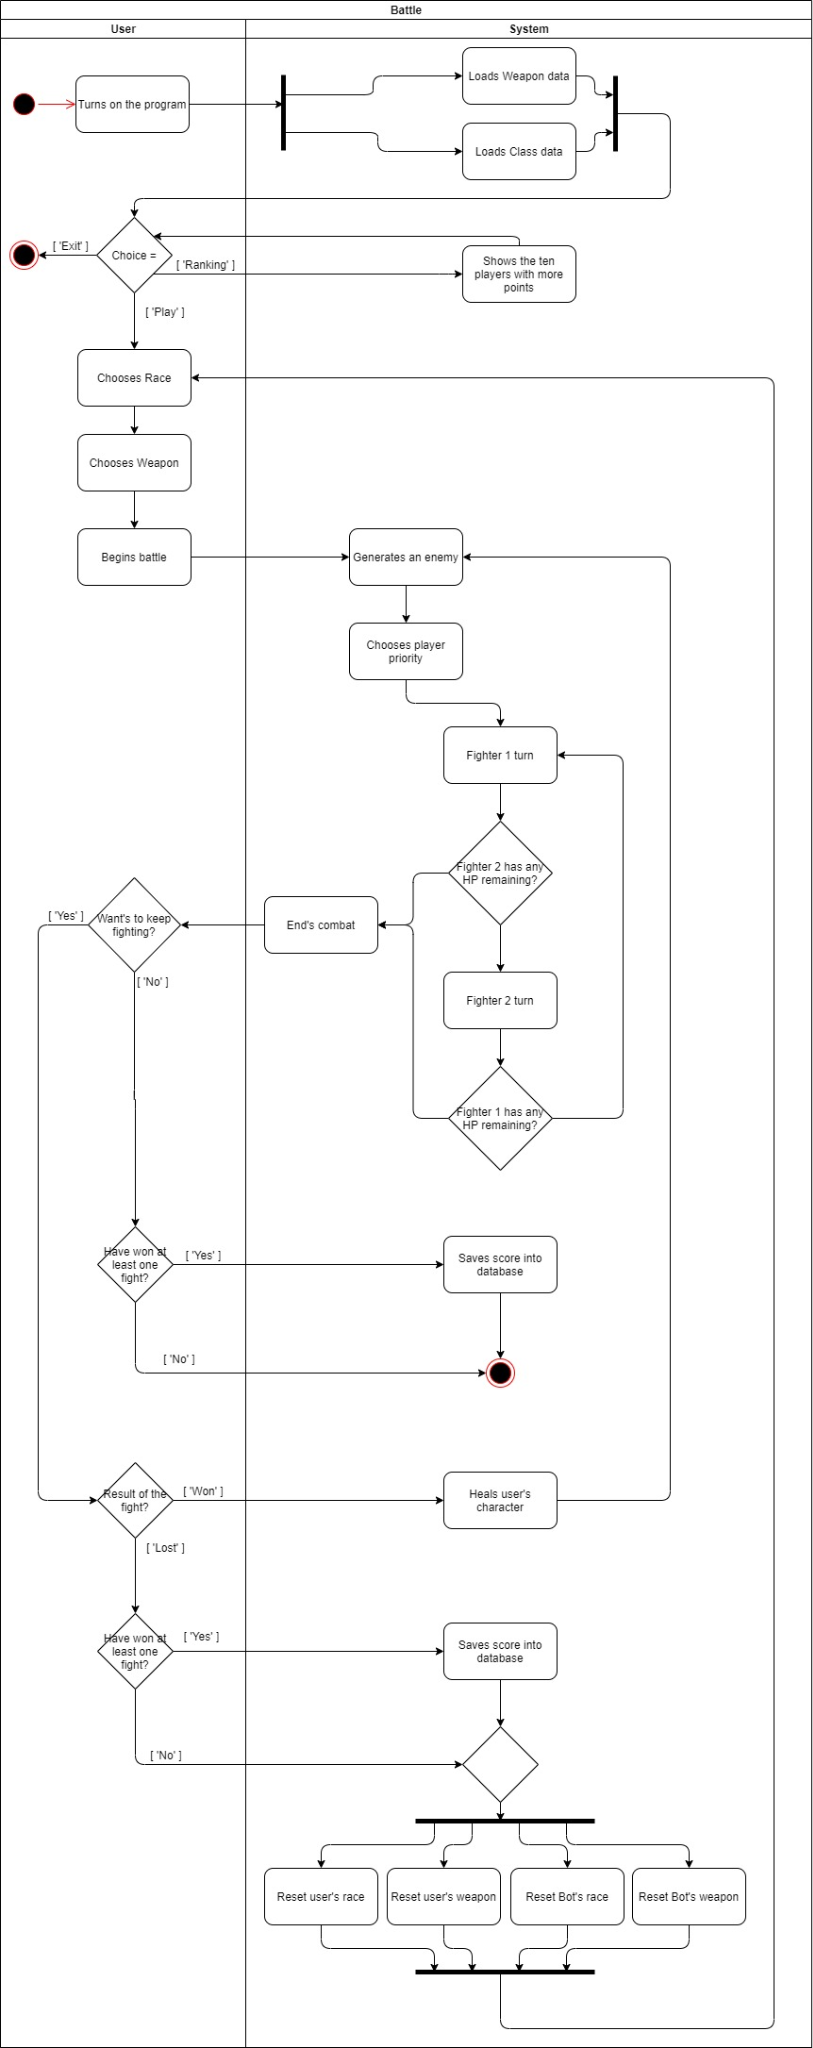 Battle
User
System
Turns on the program
Loads Weapon data
Loads Class data
[ 'Exit' ]
Choice =
[ 'Ranking' ]
Shows the ten
players with more
points
[ 'Play' ]
Chooses Race
Chooses Weapon
Begins battle
Generates an enemy
Chooses player
priority
Fighter 1 turn
Fighter 2 has any
HP remaining?
[ 'Yes' ]
Want's to keep
fighting?
End's combat
[ 'No' ]
Fighter 2 turn
Fighter 1 has any
HP remaining?
Have won at
least one
fight?
[ 'Yes' ]
Saves score into
database
[ 'No' ]
Result of the
fight?
[ 'Won' ]
Heals user's
character
[ 'Lost' ]
Have won at
least one
fight?
[ 'Yes' ]
Saves score into
database
[ 'No' ]
Reset user's race
Reset user's weapon
Reset Bot's race
Reset Bot's weapon